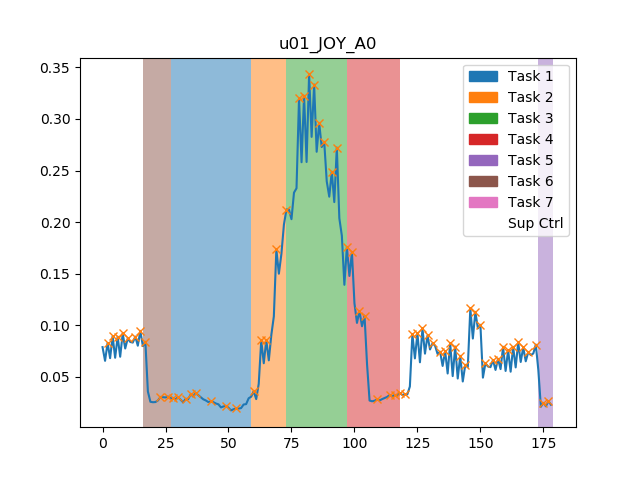 u01_JOY_A0
0.35
0.30
0.25
0.20
0.15
0.10
0.05
0
25
50
75
100
125
150
175
Task 1
Task 2
Task 3
Task 4
Task 5
Task 6
Task 7
Sup Ctrl